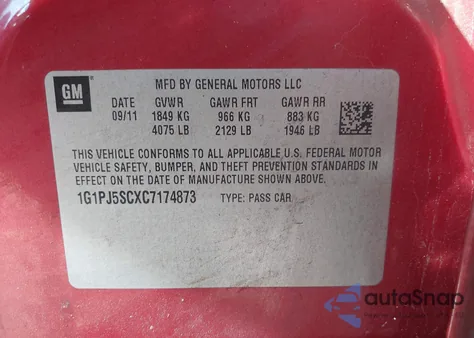 GM
MFD BY GENERAL MOTORS LLC
DATE GVWR GAWR FRT GAWR RR
09/11 1849 KG 966 KG 883 KG
4075 LB 2129 LB 1946 LB
THIS VEHICLE CONFORMS TO ALL APPLICABLE U.S. FEDERAL MOTOR
VEHICLE SAFETY, BUMPER, AND THEFT PREVENTION STANDARDS IN
EFFECT ON THE DATE OF MANUFACTURE SHOWN ABOVE.
1G1PJ5SCXC7174873 TYPE: PASS CAR
autoSnap